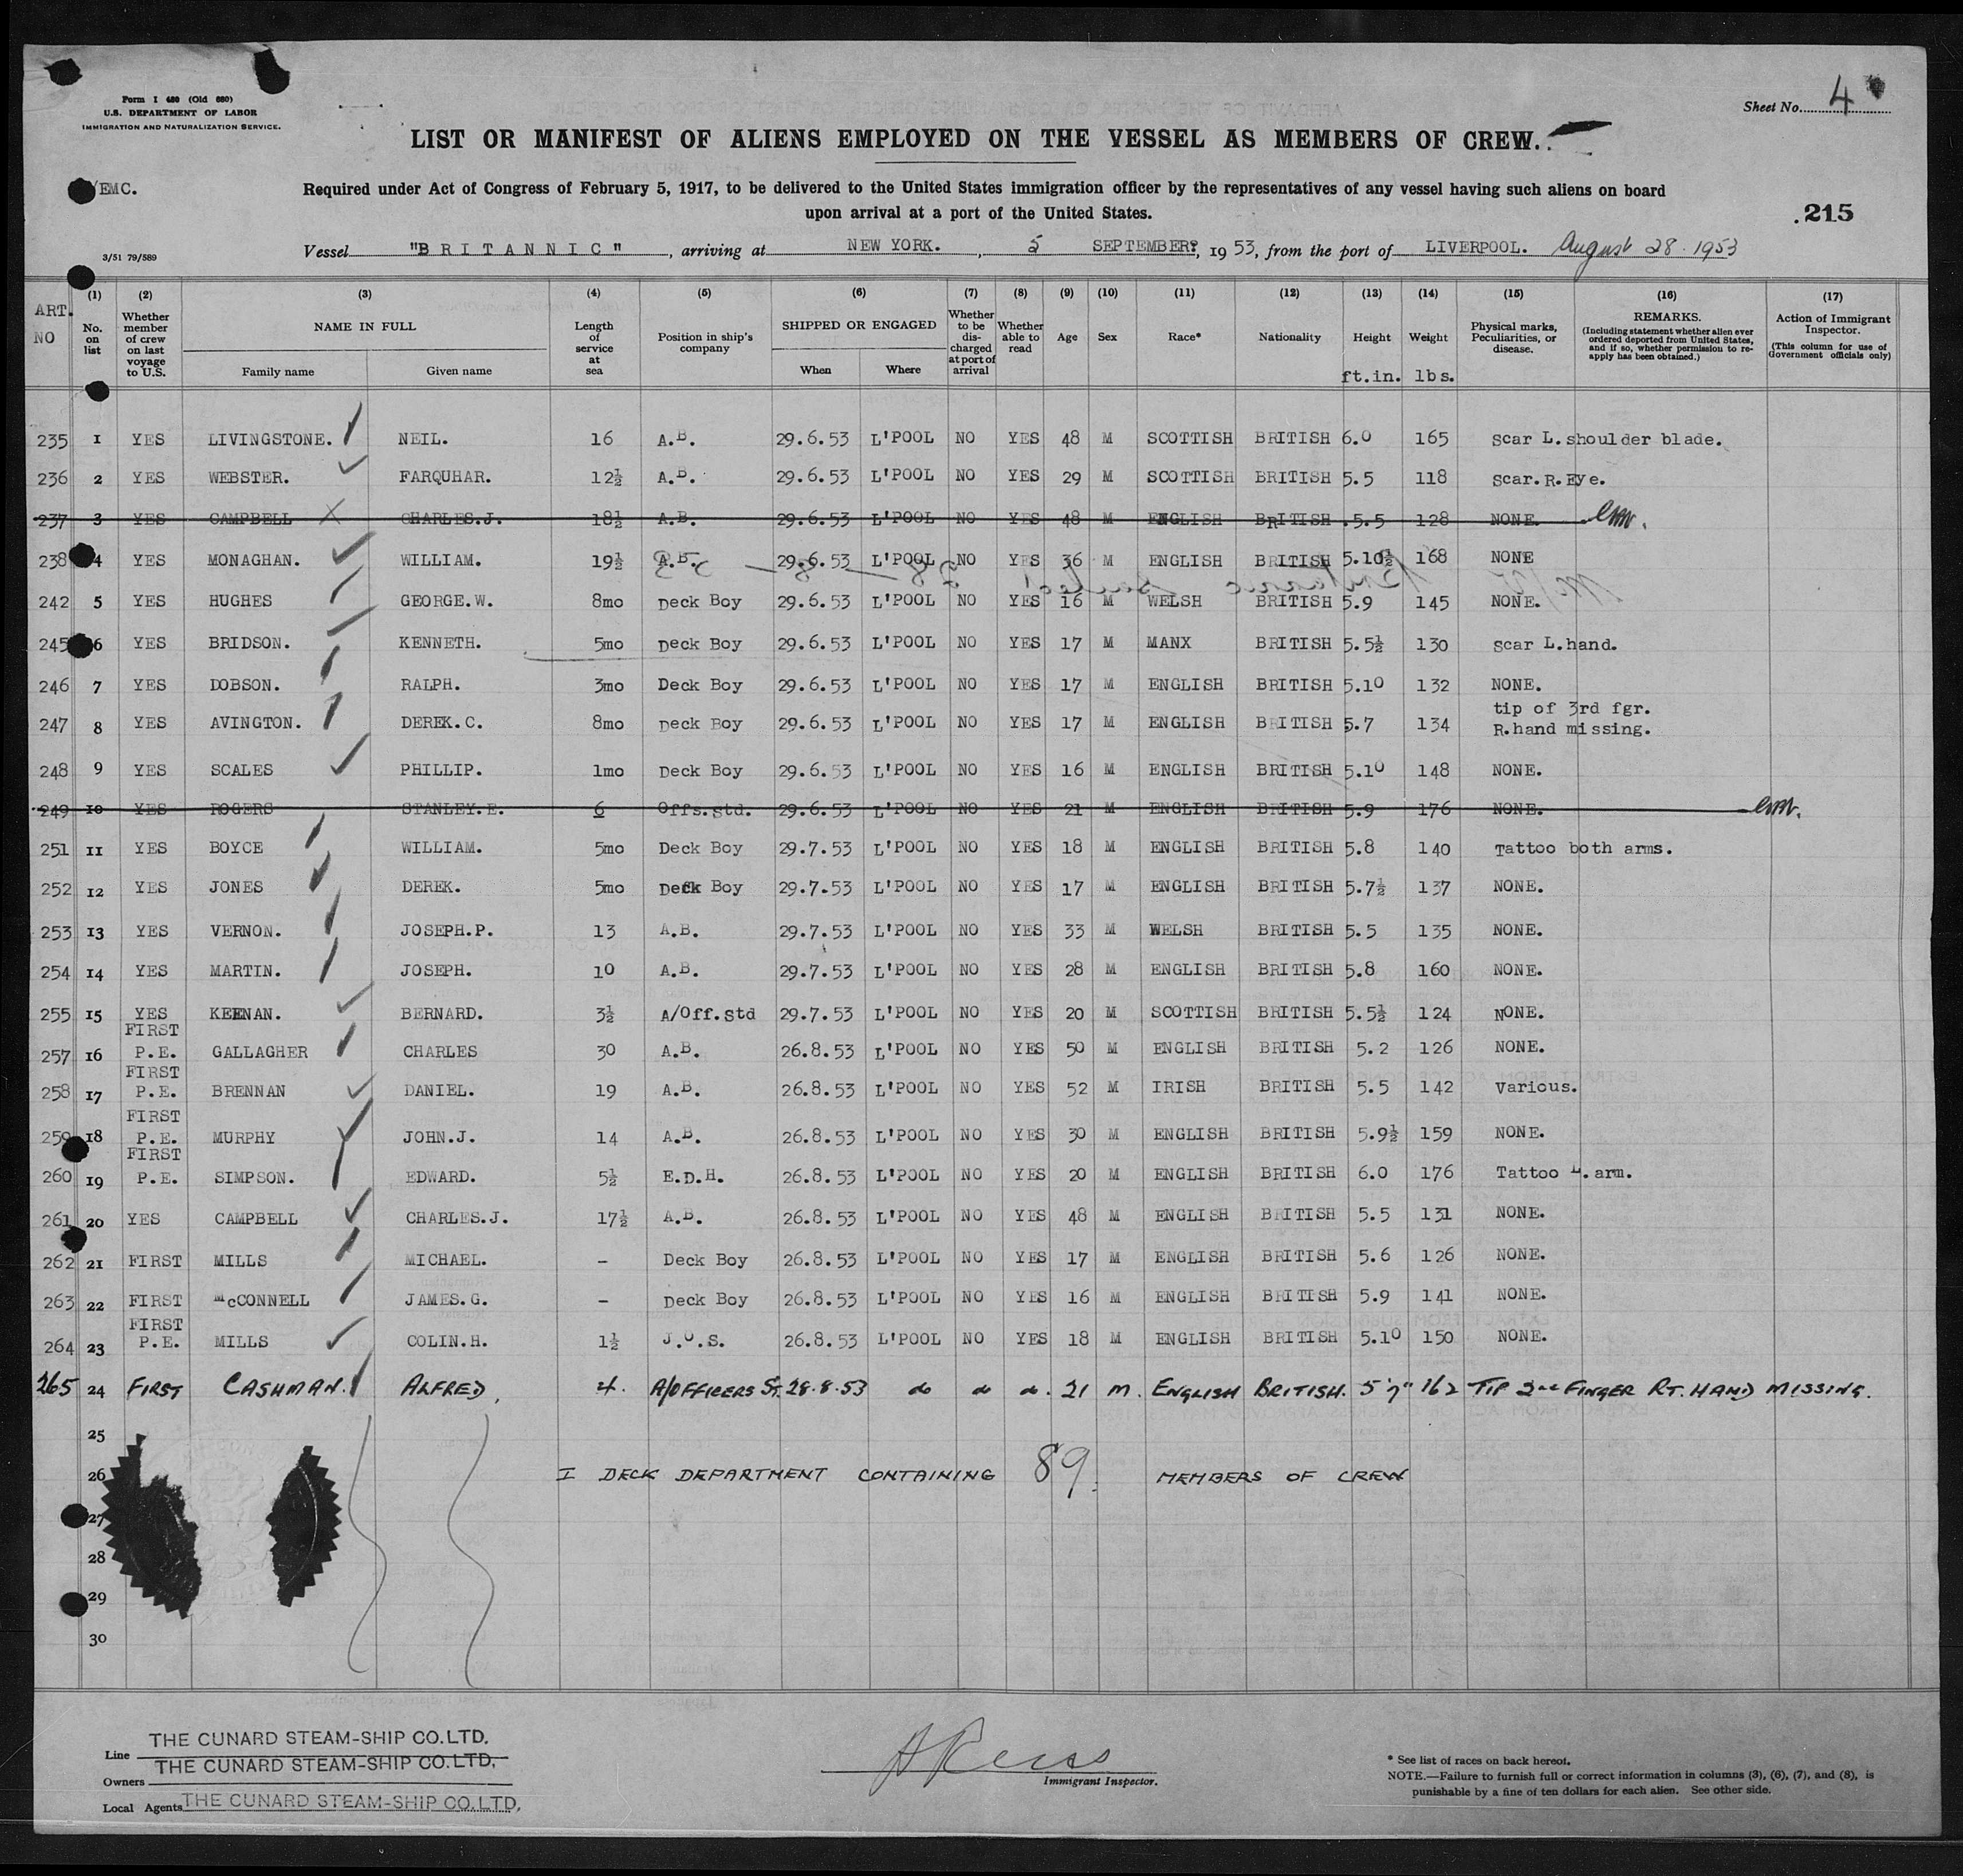 Form I 480 (Old 680)
U.S. DEPARTMENT OF LABOR
IMMIGRATION AND NATURALIZATION SERVICE.
Sheet No. 4
LIST OR MANIFEST OF ALIENS EMPLOYED ON THE VESSEL AS MEMBERS OF CREW.
/EMC.
Required under Act of Congress of February 5, 1917, to be delivered to the United States immigration officer by the representatives of any vessel having such aliens on board
upon arrival at a port of the United States.
.215
3/51 79/589
Vessel "BRITANNIC", arriving at NEW YORK., 5 SEPTEMBER, 1953, from the port of LIVERPOOL. August 28. 1953
ART. NO
(1) No. on list
(2) Whether member of crew on last voyage to U.S.
(3) NAME IN FULL
Family name
Given name
(4) Length of service at sea
(5) Position in ship's company
(6) SHIPPED OR ENGAGED
When
Where
(7) Whether to be discharged at port of arrival
(8) Whether able to read
(9) Age
(10) Sex
(11) Race*
(12) Nationality
(13) Height ft.in.
(14) Weight lbs.
(15) Physical marks, Peculiarities, or disease.
(16) REMARKS. (Including statement whether alien ever ordered deported from United States, and if so, whether permission to re-apply has been obtained.)
(17) Action of Immigrant Inspector. (This column for use of Government officials only)
235 1 YES LIVINGSTONE. NEIL. 16 A.B. 29.6.53 L'POOL NO YES 48 M SCOTTISH BRITISH 6.0 165 Scar L.shoulder blade.
236 2 YES WEBSTER. FARQUHAR. 12½ A.B. 29.6.53 L'POOL NO YES 29 M SCOTTISH BRITISH 5.5 118 Scar.R.Eye.
237 3 YES CAMPBELL CHARLES.J. 18½ A.B. 29.6.53 L'POOL NO YES 48 M ENGLISH BRITISH .5.5 128 NONE.
238 4 YES MONAGHAN. WILLIAM. 19½ A.B. 29.6.53 L'POOL NO YES 36 M ENGLISH BRITISH 5.10½ 168 NONE
242 5 YES HUGHES GEORGE.W. 8mo Deck Boy 29.6.53 L'POOL NO YES 16 M WELSH BRITISH 5.9 145 NONE.
245 6 YES BRIDSON. KENNETH. 5mo Deck Boy 29.6.53 L'POOL NO YES 17 M MANX BRITISH 5.5½ 130 Scar L.hand.
246 7 YES DOBSON. RALPH. 3mo Deck Boy 29.6.53 L'POOL NO YES 17 M ENGLISH BRITISH 5.10 132 NONE.
247 8 YES AVINGTON. DEREK.C. 8mo Deck Boy 29.6.53 L'POOL NO YES 17 M ENGLISH BRITISH 5.7 134 tip of 3rd fgr. R.hand missing.
248 9 YES SCALES PHILLIP. 1mo Deck Boy 29.6.53 L'POOL NO YES 16 M ENGLISH BRITISH 5.10 148 NONE.
249 10 YES ROGERS STANLEY.E. 6 Offs.std. 29.6.53 L'POOL NO YES 21 M ENGLISH BRITISH 5.9 176 NONE.
251 11 YES BOYCE WILLIAM. 5mo Deck Boy 29.7.53 L'POOL NO YES 18 M ENGLISH BRITISH 5.8 140 Tattoo both arms.
252 12 YES JONES DEREK. 5mo Deck Boy 29.7.53 L'POOL NO YES 17 M ENGLISH BRITISH 5.7½ 137 NONE.
253 13 YES VERNON. JOSEPH.P. 13 A.B. 29.7.53 L'POOL NO YES 33 M WELSH BRITISH 5.5 135 NONE.
254 14 YES MARTIN. JOSEPH. 10 A.B. 29.7.53 L'POOL NO YES 28 M ENGLISH BRITISH 5.8 160 NONE.
255 15 YES KEENAN. BERNARD. 3½ A/Off.std 29.7.53 L'POOL NO YES 20 M SCOTTISH BRITISH 5.5½ 124 NONE.
257 16 FIRST P.E. GALLAGHER CHARLES 30 A.B. 26.8.53 L'POOL NO YES 50 M ENGLISH BRITISH 5.2 126 NONE.
258 17 FIRST P.E. BRENNAN DANIEL. 19 A.B. 26.8.53 L'POOL NO YES 52 M IRISH BRITISH 5.5 142 Various.
259 18 FIRST P.E. MURPHY JOHN.J. 14 A.B. 26.8.53 L'POOL NO YES 30 M ENGLISH BRITISH 5.9½ 159 NONE.
260 19 FIRST P.E. SIMPSON. EDWARD. 5½ E.D.H. 26.8.53 L'POOL NO YES 20 M ENGLISH BRITISH 6.0 176 Tattoo L.arm.
261 20 YES CAMPBELL CHARLES.J. 17½ A.B. 26.8.53 L'POOL NO YES 48 M ENGLISH BRITISH 5.5 131 NONE.
262 21 FIRST MILLS MICHAEL. - Deck Boy 26.8.53 L'POOL NO YES 17 M ENGLISH BRITISH 5.6 126 NONE.
263 22 FIRST McCONNELL JAMES.G. - Deck Boy 26.8.53 L'POOL NO YES 16 M ENGLISH BRITISH 5.9 141 NONE.
264 23 FIRST P.E. MILLS COLIN.H. 1½ J.O.S. 26.8.53 L'POOL NO YES 18 M ENGLISH BRITISH 5.10 150 NONE.
265 24 FIRST CASHMAN. ALFRED, 4. A/OFFICERS ST. 28.8.53 do do do. 21 M. ENGLISH BRITISH. 5'7" 162 TIP 2nd FINGER RT. HAND MISSING.
25
26 I DECK DEPARTMENT CONTAINING 89. MEMBERS OF CREW
27
28
29
30
Line THE CUNARD STEAM-SHIP CO.LTD.
Owners THE CUNARD STEAM-SHIP CO.LTD.
Local Agents THE CUNARD STEAM-SHIP CO.LTD.
Immigrant Inspector.
* See list of races on back hereof.
NOTE.—Failure to furnish full or correct information in columns (3), (6), (7), and (8), is
punishable by a fine of ten dollars for each alien. See other side.